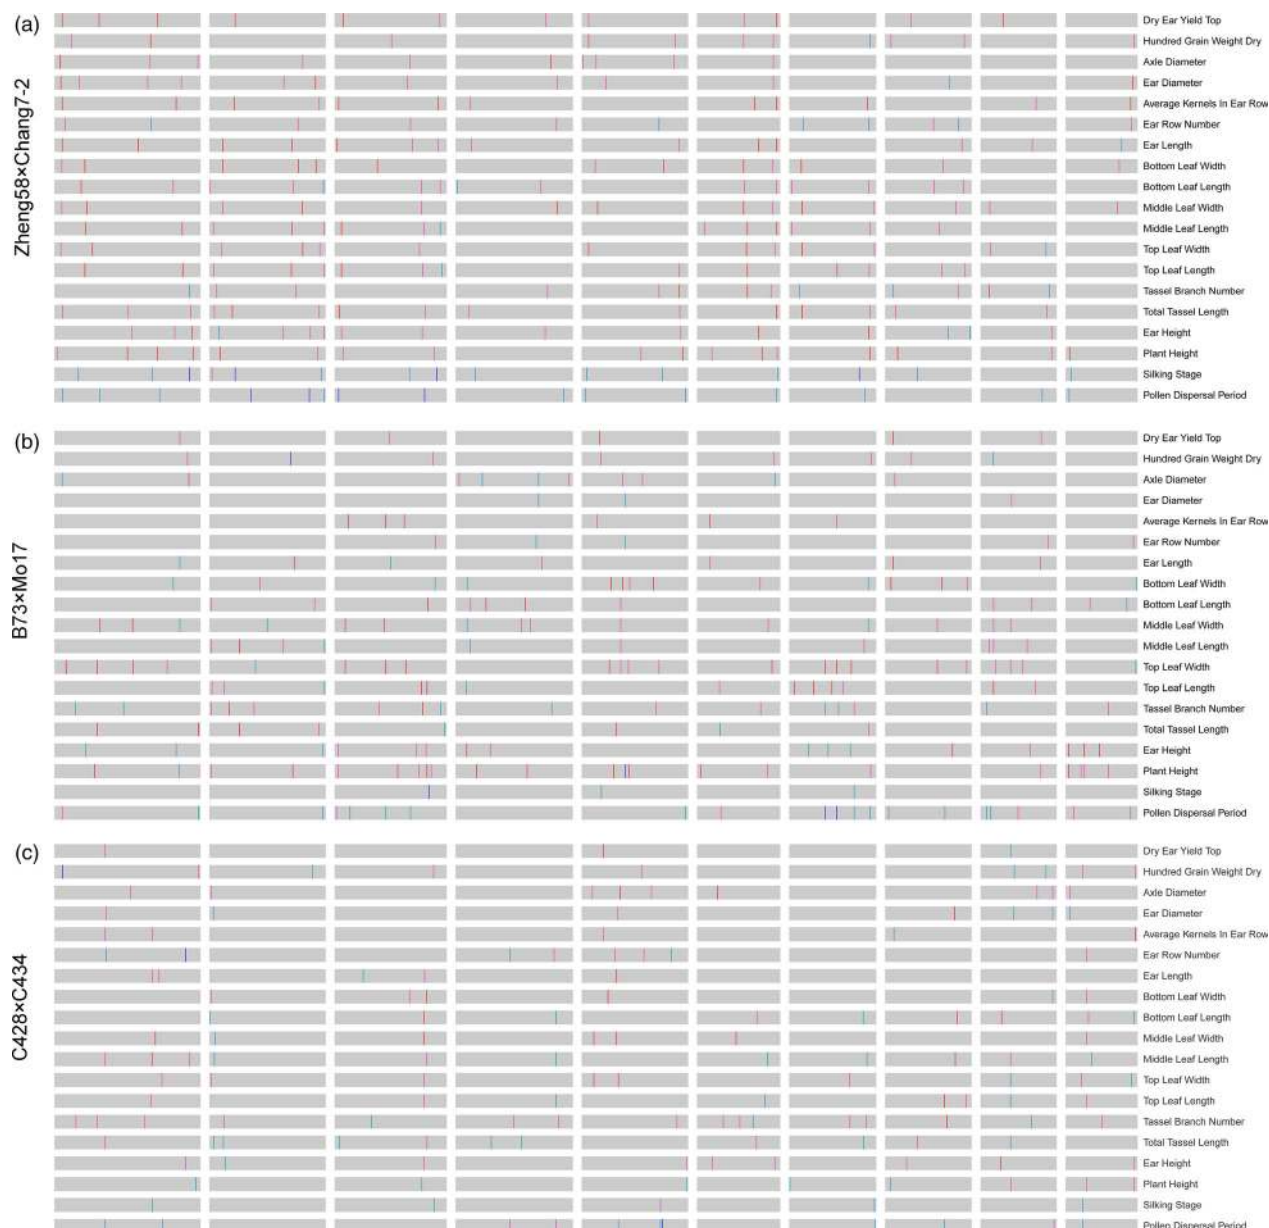 (a)
Zheng58×Chang7-2
Dry Ear Yield Top
Hundred Grain Weight Dry
Axle Diameter
Ear Diameter
Average Kernels In Ear Row
Ear Row Number
Ear Length
Bottom Leaf Width
Bottom Leaf Length
Middle Leaf Width
Middle Leaf Length
Top Leaf Width
Top Leaf Length
Tassel Branch Number
Total Tassel Length
Ear Height
Plant Height
Silking Stage
Pollen Dispersal Period
(b)
B73×Mo17
Dry Ear Yield Top
Hundred Grain Weight Dry
Axle Diameter
Ear Diameter
Average Kernels In Ear Row
Ear Row Number
Ear Length
Bottom Leaf Width
Bottom Leaf Length
Middle Leaf Width
Middle Leaf Length
Top Leaf Width
Top Leaf Length
Tassel Branch Number
Total Tassel Length
Ear Height
Plant Height
Silking Stage
Pollen Dispersal Period
(c)
C428×C434
Dry Ear Yield Top
Hundred Grain Weight Dry
Axle Diameter
Ear Diameter
Average Kernels In Ear Row
Ear Row Number
Ear Length
Bottom Leaf Width
Bottom Leaf Length
Middle Leaf Width
Middle Leaf Length
Top Leaf Width
Top Leaf Length
Tassel Branch Number
Total Tassel Length
Ear Height
Plant Height
Silking Stage
Pollen Dispersal Period